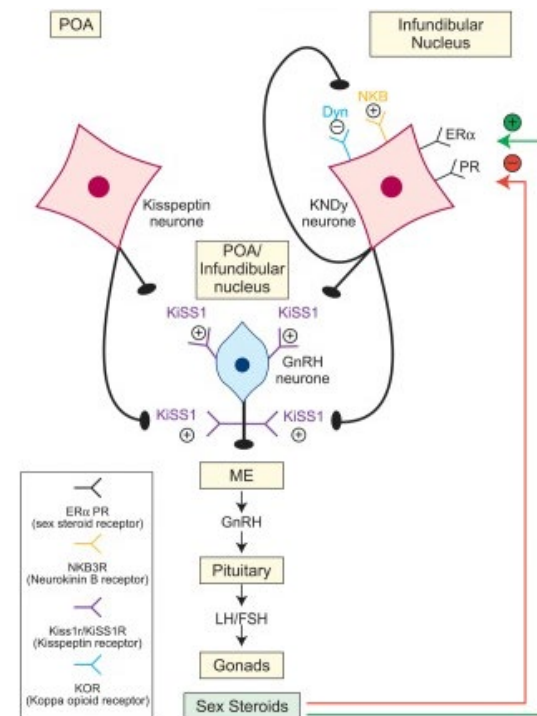 POA
Infundibular
Nucleus
NKB
+
Dyn
−
ERα
+
PR
−
Kisspeptin
neurone
KNDy
neurone
POA/
Infundibular
nucleus
KiSS1
KiSS1
+
+
GnRH
neurone
KiSS1
KiSS1
+
+
ME
GnRH
Pituitary
LH/FSH
Gonads
Sex Steroids
ERα PR
(sex steroid receptor)
NKB3R
(Neurokinin B receptor)
Kiss1r/KiSS1R
(Kisspeptin receptor)
KOR
(Koppa opioid receptor)